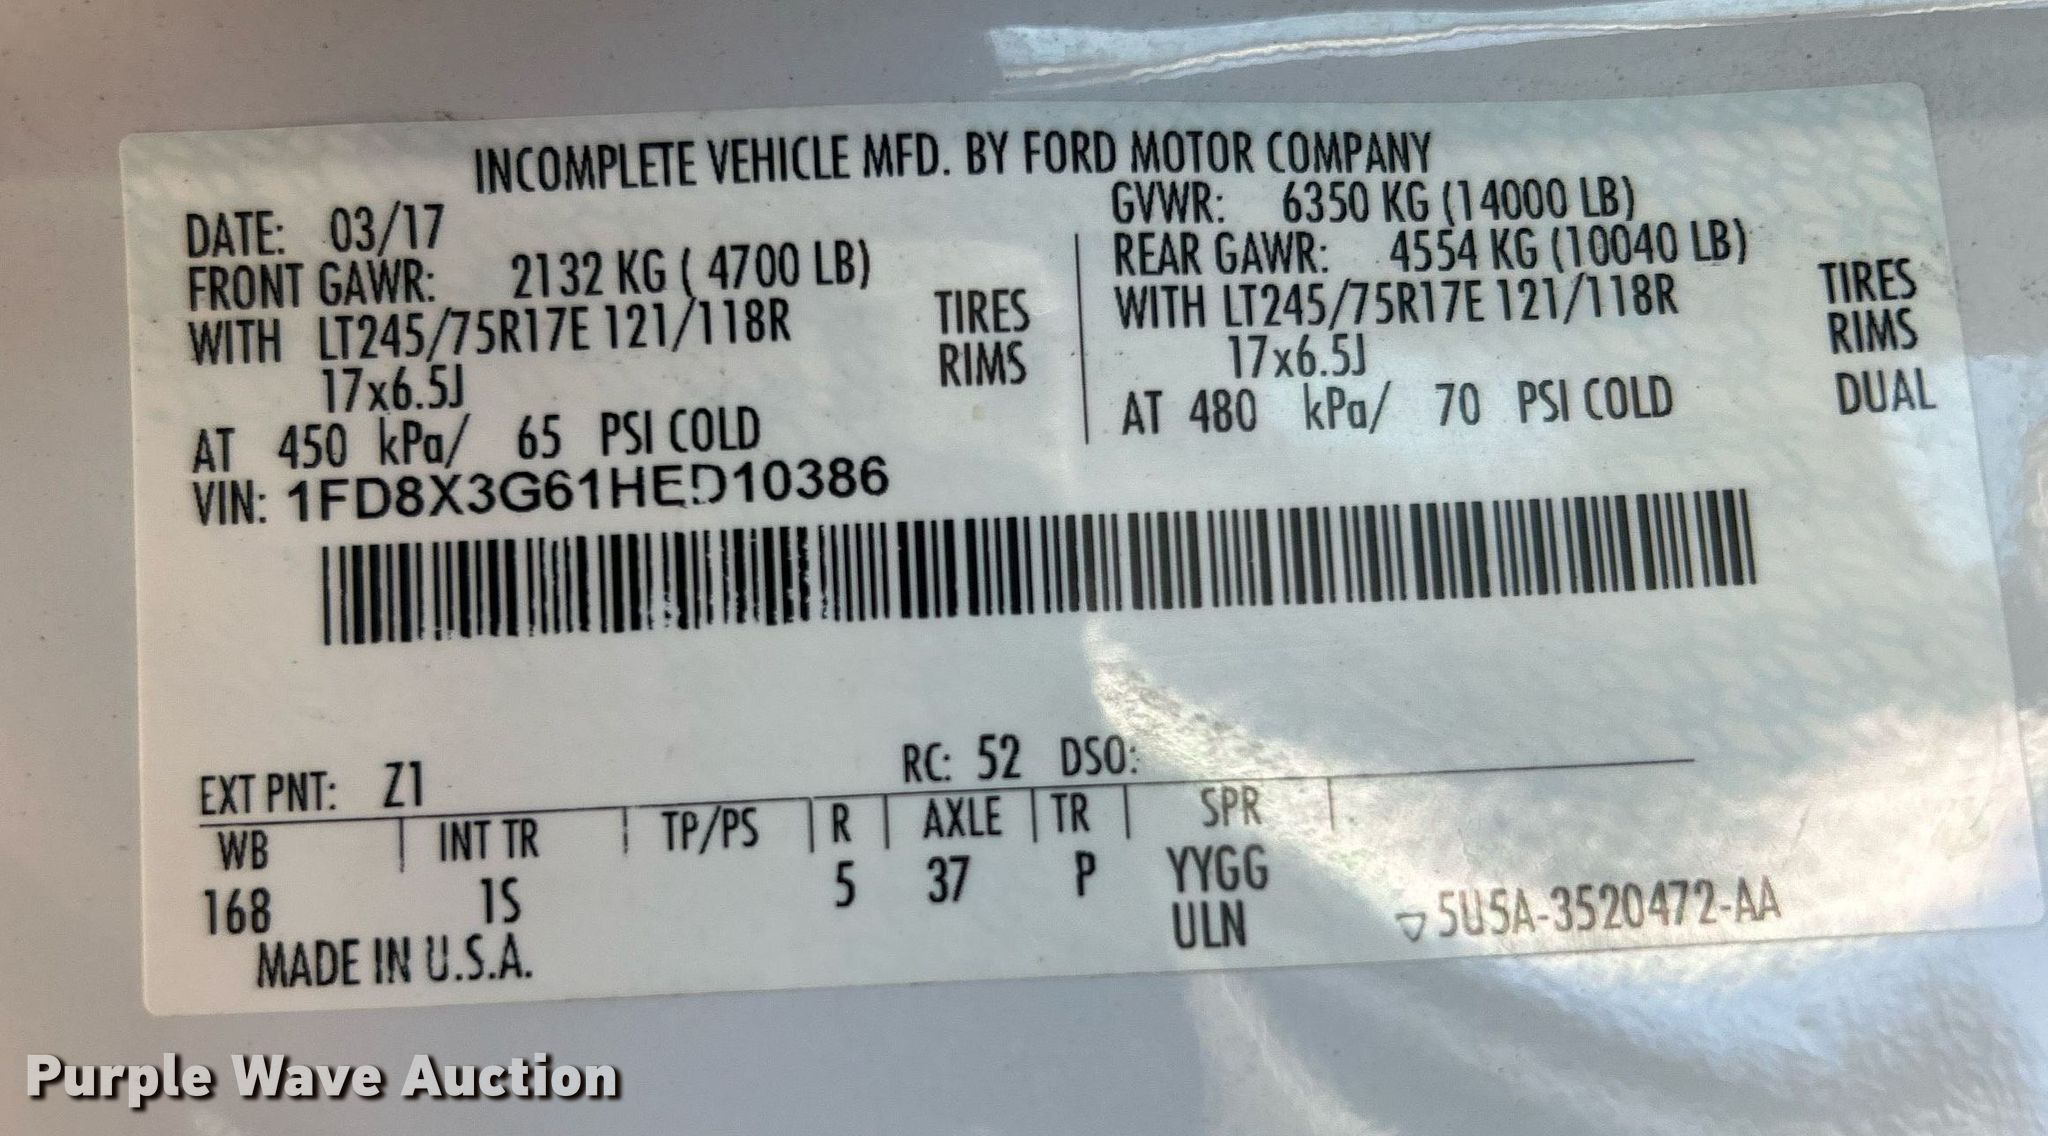 INCOMPLETE VEHICLE MFD. BY FORD MOTOR COMPANY
DATE: 03/17
GVWR: 6350 KG (14000 LB)
FRONT GAWR: 2132 KG ( 4700 LB)
REAR GAWR: 4554 KG (10040 LB)
WITH LT245/75R17E 121/118R TIRES
WITH LT245/75R17E 121/118R TIRES
17x6.5J RIMS
17x6.5J RIMS
AT 450 kPa/ 65 PSI COLD
AT 480 kPa/ 70 PSI COLD DUAL
VIN: 1FD8X3G61HED10386
EXT PNT: Z1 RC: 52 DSO:
WB | INT TR | TP/PS | R | AXLE | TR | SPR |
168 1S 5 37 P YYGG
ULN
MADE IN U.S.A.
▽5U5A-3520472-AA
Purple Wave Auction